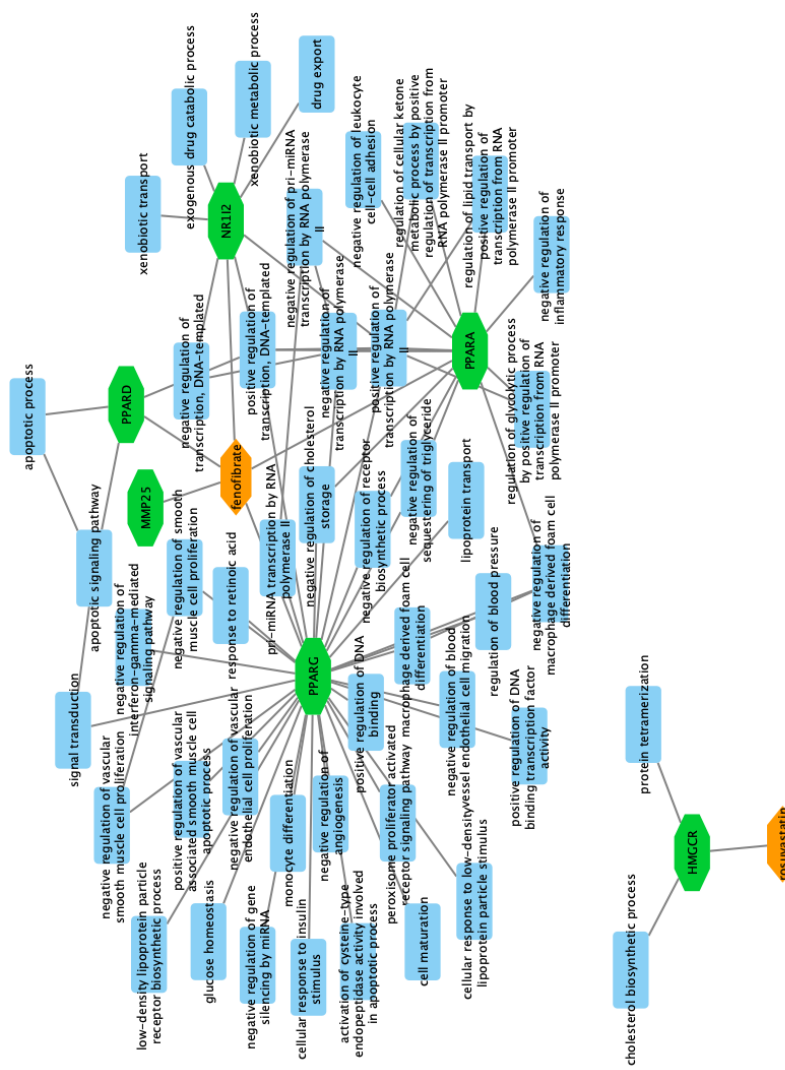 apoptotic process
signal transduction
apoptotic signaling pathway
negative regulation of vascular
smooth muscle cell proliferation
negative regulation of
interferon-gamma-mediated
signaling pathway
PPARD
MMP25
xenobiotic transport
low-density lipoprotein particle
receptor biosynthetic process
positive regulation of vascular
associated smooth muscle cell
apoptotic process
negative regulation of smooth
muscle cell proliferation
negative regulation of
transcription, DNA-templated
exogenous drug catabolic process
glucose homeostasis
negative regulation of vascular
endothelial cell proliferation
response to retinoic acid
fenofibrate
NR1I2
negative regulation of gene
silencing by miRNA
monocyte differentiation
pri-miRNA transcription by RNA
polymerase II
positive regulation of
transcription, DNA-templated
xenobiotic metabolic process
cellular response to insulin
stimulus
negative regulation of
angiogenesis
PPARG
negative regulation of cholesterol
storage
negative regulation of pri-miRNA
transcription by RNA polymerase
II
drug export
activation of cysteine-type
endopeptidase activity involved
in apoptotic process
positive regulation of DNA
binding
negative regulation of receptor
biosynthetic process
negative regulation of
transcription by RNA polymerase
II
negative regulation of leukocyte
cell-cell adhesion
cell maturation
peroxisome proliferator activated
receptor signaling pathway
macrophage derived foam cell
differentiation
negative regulation of
sequestering of triglyceride
positive regulation of
transcription by RNA polymerase
II
regulation of cellular ketone
metabolic process by positive
regulation of transcription from
RNA polymerase II promoter
cellular response to low-density
lipoprotein particle stimulus
negative regulation of blood
vessel endothelial cell migration
lipoprotein transport
PPARA
regulation of lipid transport by
positive regulation of
transcription from RNA
polymerase II promoter
regulation of blood pressure
positive regulation of DNA
binding transcription factor
activity
negative regulation of
macrophage derived foam cell
differentiation
regulation of glycolytic process
by positive regulation of
transcription from RNA
polymerase II promoter
negative regulation of
inflammatory response
cholesterol biosynthetic process
protein tetramerization
HMGCR
rosuvastatin